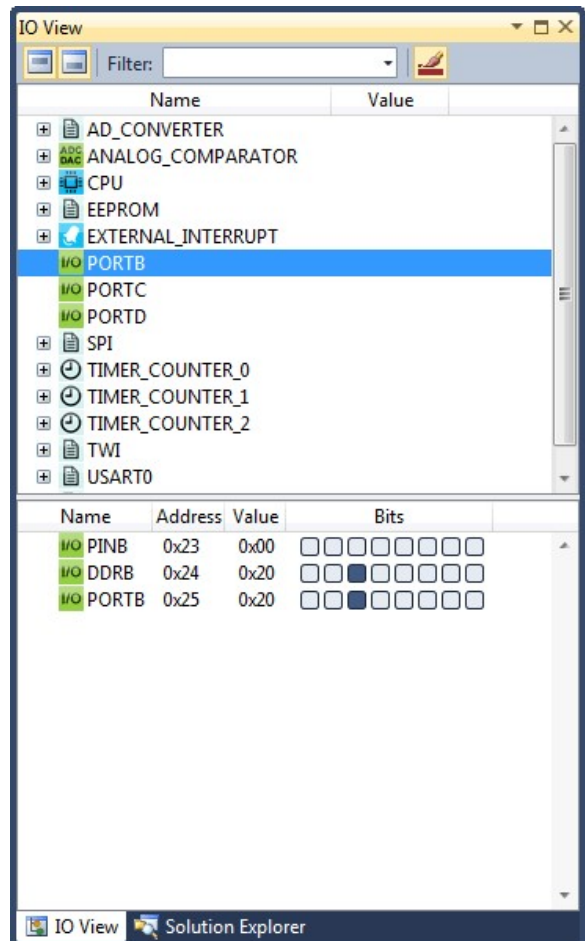 IO View
Filter:
Name Value
AD_CONVERTER
ADC DAC ANALOG_COMPARATOR
CPU
EEPROM
EXTERNAL_INTERRUPT
I/O PORTB
I/O PORTC
I/O PORTD
SPI
TIMER_COUNTER_0
TIMER_COUNTER_1
TIMER_COUNTER_2
TWI
USART0
Name Address Value Bits
I/O PINB 0x23 0x00
I/O DDRB 0x24 0x20
I/O PORTB 0x25 0x20
IO View Solution Explorer